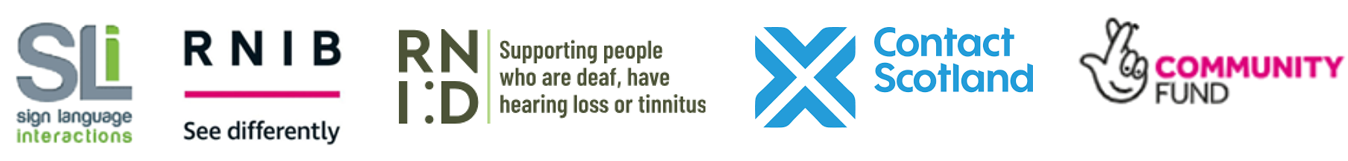 SLi
sign language
interactions
RNIB
See differently
RN
I:D
Supporting people
who are deaf, have
hearing loss or tinnitus
Contact
Scotland
COMMUNITY
FUND